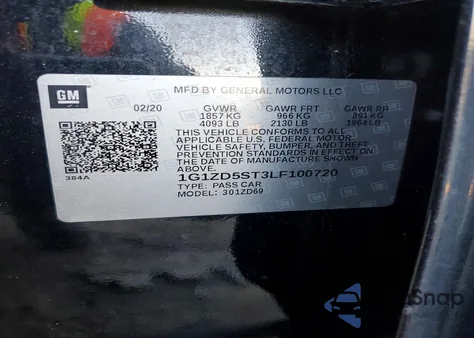 GM
MFD BY GENERAL MOTORS LLC
02/20 GVWR GAWR FRT GAWR RR
1857 KG 966 KG 891 KG
4093 LB 2130 LB 1964 LB
THIS VEHICLE CONFORMS TO ALL
APPLICABLE U.S. FEDERAL MOTOR
VEHICLE SAFETY, BUMPER, AND THEFT
PREVENTION STANDARDS IN EFFECT ON
THE DATE OF MANUFACTURE SHOWN
ABOVE.
384A
1G1ZD5ST3LF100720
TYPE: PASS CAR
MODEL: 301ZD69